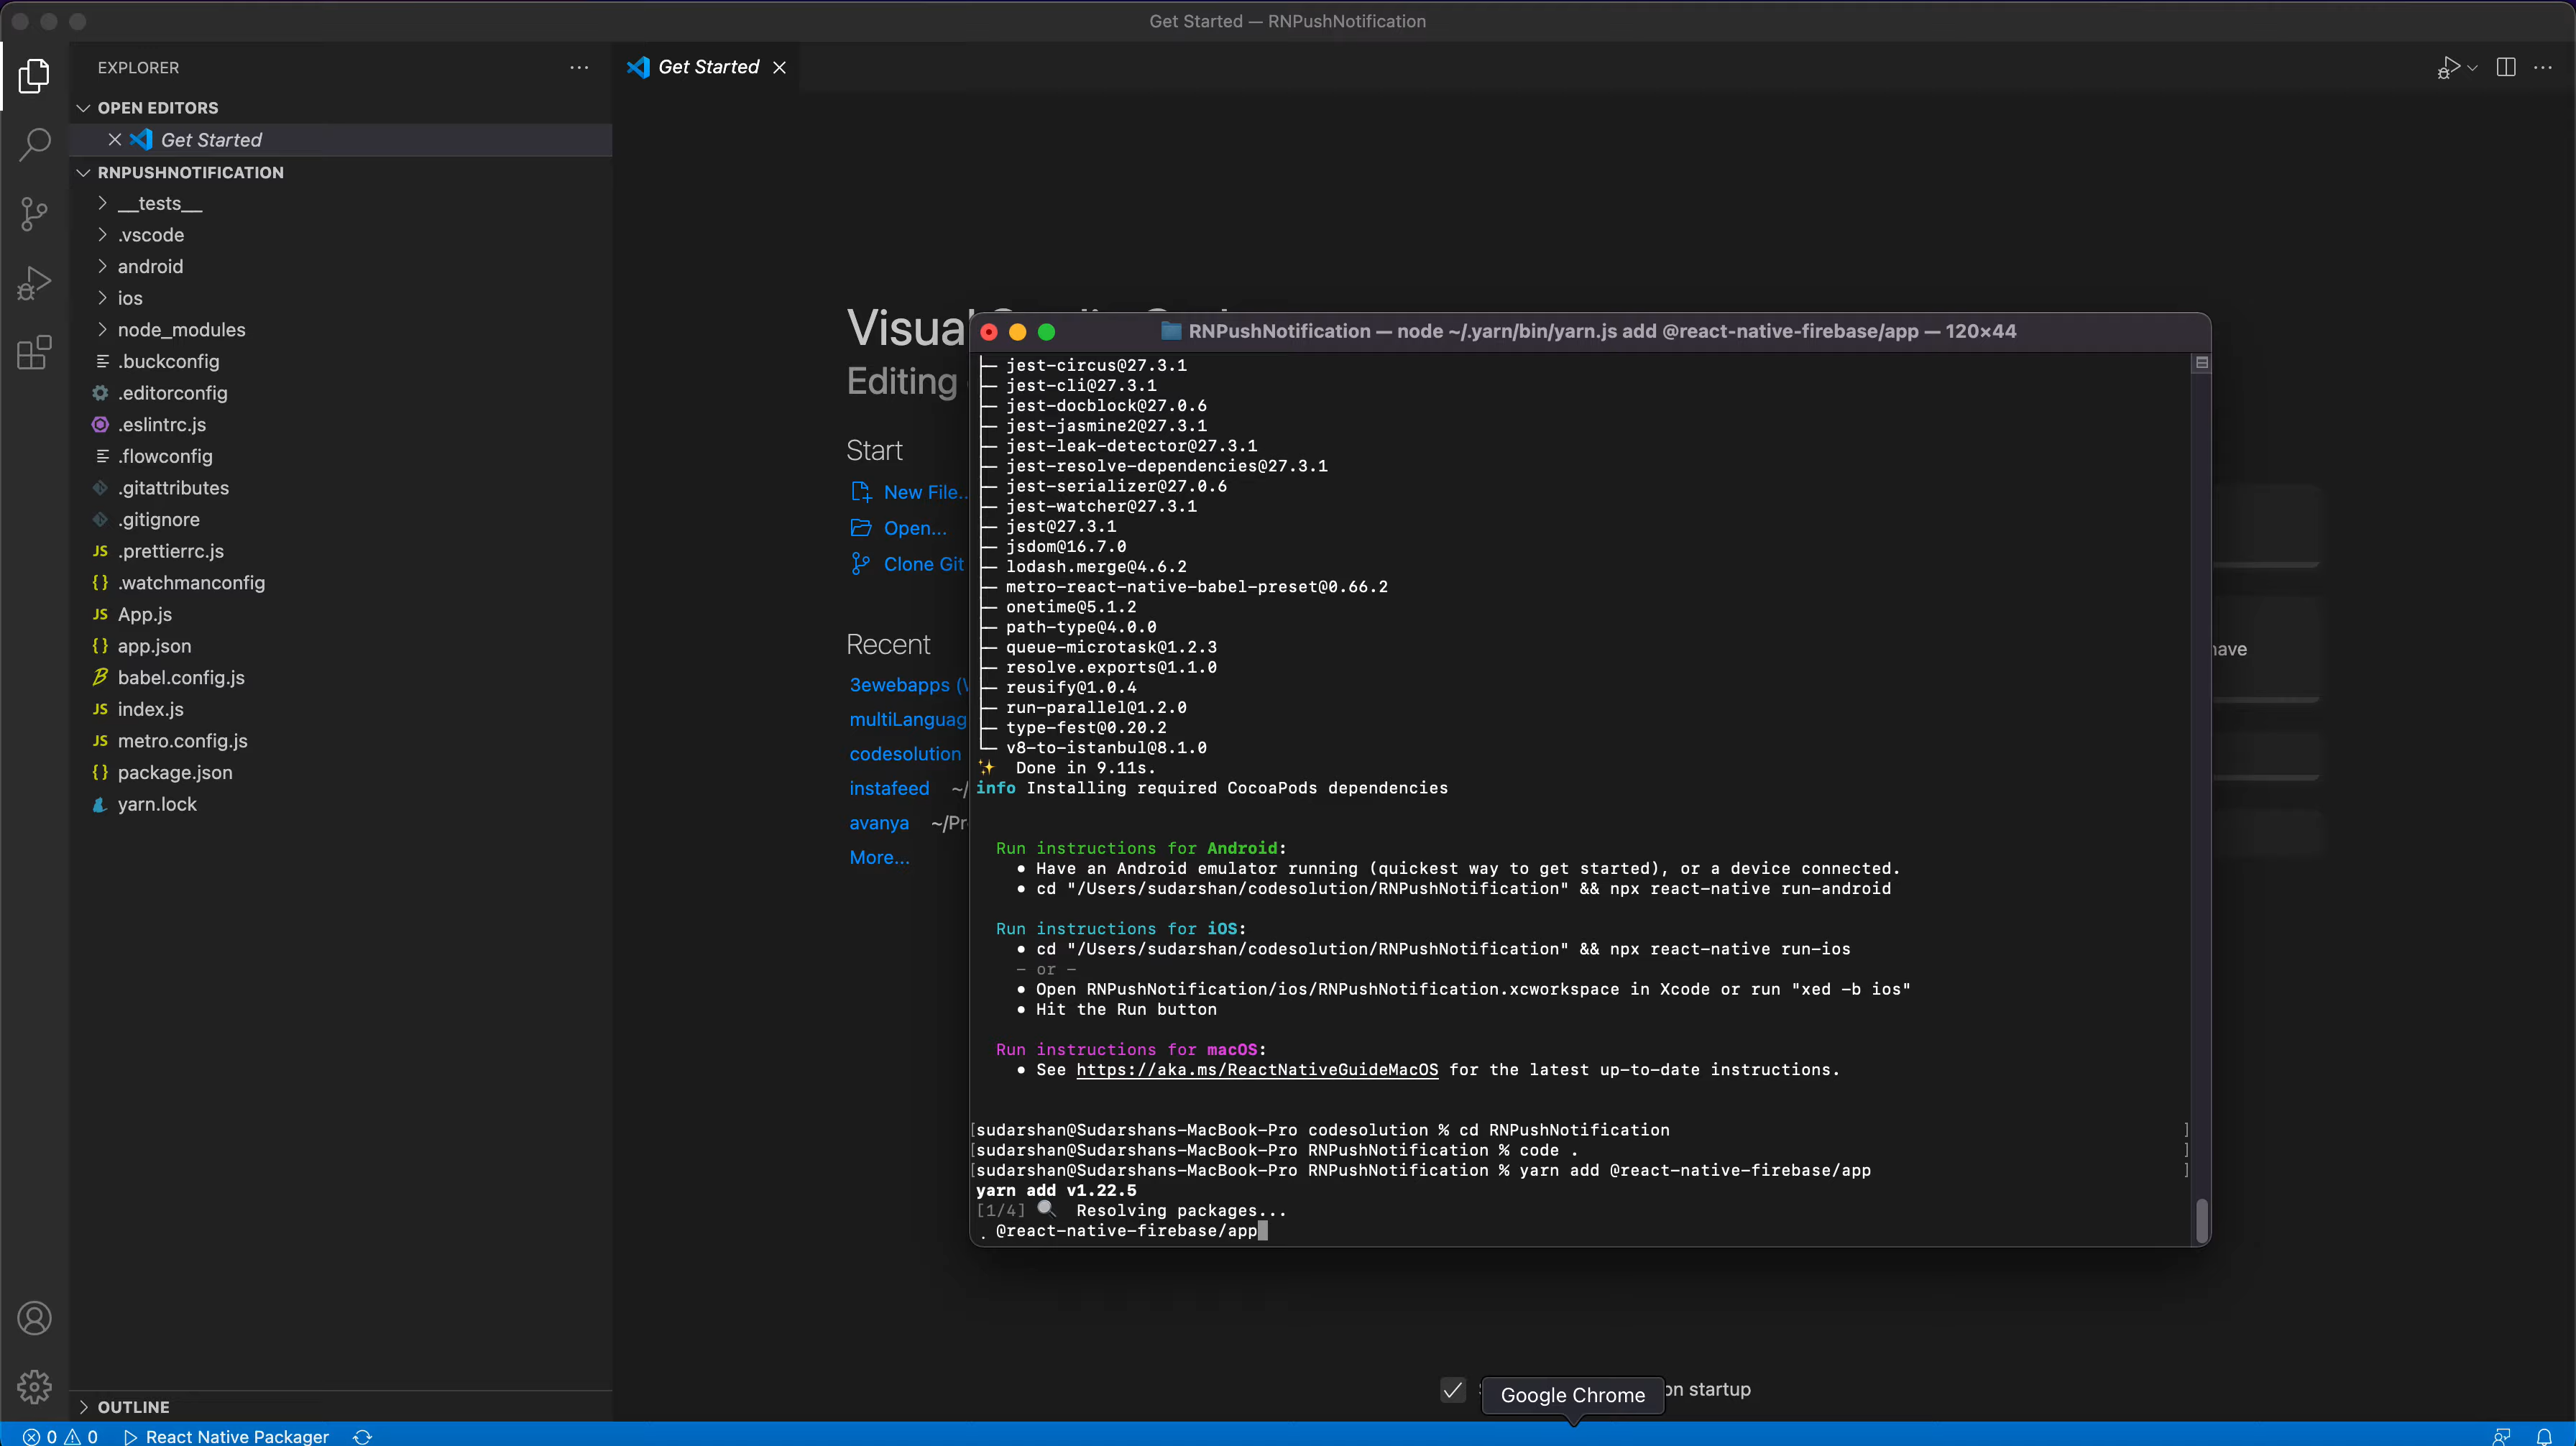 Get Started — RNPushNotification
EXPLORER
Get Started
OPEN EDITORS
Get Started
RNPUSHNOTIFICATION
__tests__
.vscode
android
ios
node_modules
.buckconfig
.editorconfig
.eslintrc.js
.flowconfig
.gitattributes
.gitignore
.prettierrc.js
.watchmanconfig
App.js
app.json
babel.config.js
index.js
metro.config.js
package.json
yarn.lock
OUTLINE
Visual
Editing
Start
New File...
Open...
Clone Git
Recent
3ewebapps
multiLanguag
codesolution
instafeed ~/
avanya ~/Pr
More...
RNPushNotification — node ~/.yarn/bin/yarn.js add @react-native-firebase/app — 120×44
├─ jest-circus@27.3.1
├─ jest-cli@27.3.1
├─ jest-docblock@27.0.6
├─ jest-jasmine2@27.3.1
├─ jest-leak-detector@27.3.1
├─ jest-resolve-dependencies@27.3.1
├─ jest-serializer@27.0.6
├─ jest-watcher@27.3.1
├─ jest@27.3.1
├─ jsdom@16.7.0
├─ lodash.merge@4.6.2
├─ metro-react-native-babel-preset@0.66.2
├─ onetime@5.1.2
├─ path-type@4.0.0
├─ queue-microtask@1.2.3
├─ resolve.exports@1.1.0
├─ reusify@1.0.4
├─ run-parallel@1.2.0
├─ type-fest@0.20.2
└─ v8-to-istanbul@8.1.0
✨ Done in 9.11s.
info Installing required CocoaPods dependencies
Run instructions for Android:
• Have an Android emulator running (quickest way to get started), or a device connected.
• cd "/Users/sudarshan/codesolution/RNPushNotification" && npx react-native run-android
Run instructions for iOS:
• cd "/Users/sudarshan/codesolution/RNPushNotification" && npx react-native run-ios
- or -
• Open RNPushNotification/ios/RNPushNotification.xcworkspace in Xcode or run "xed -b ios"
• Hit the Run button
Run instructions for macOS:
• See https://aka.ms/ReactNativeGuideMacOS for the latest up-to-date instructions.
[sudarshan@Sudarshans-MacBook-Pro codesolution % cd RNPushNotification ]
[sudarshan@Sudarshans-MacBook-Pro RNPushNotification % code . ]
[sudarshan@Sudarshans-MacBook-Pro RNPushNotification % yarn add @react-native-firebase/app ]
yarn add v1.22.5
[1/4] 🔍 Resolving packages...
. @react-native-firebase/app
have
Google Chrome
on startup
0 0 React Native Packager